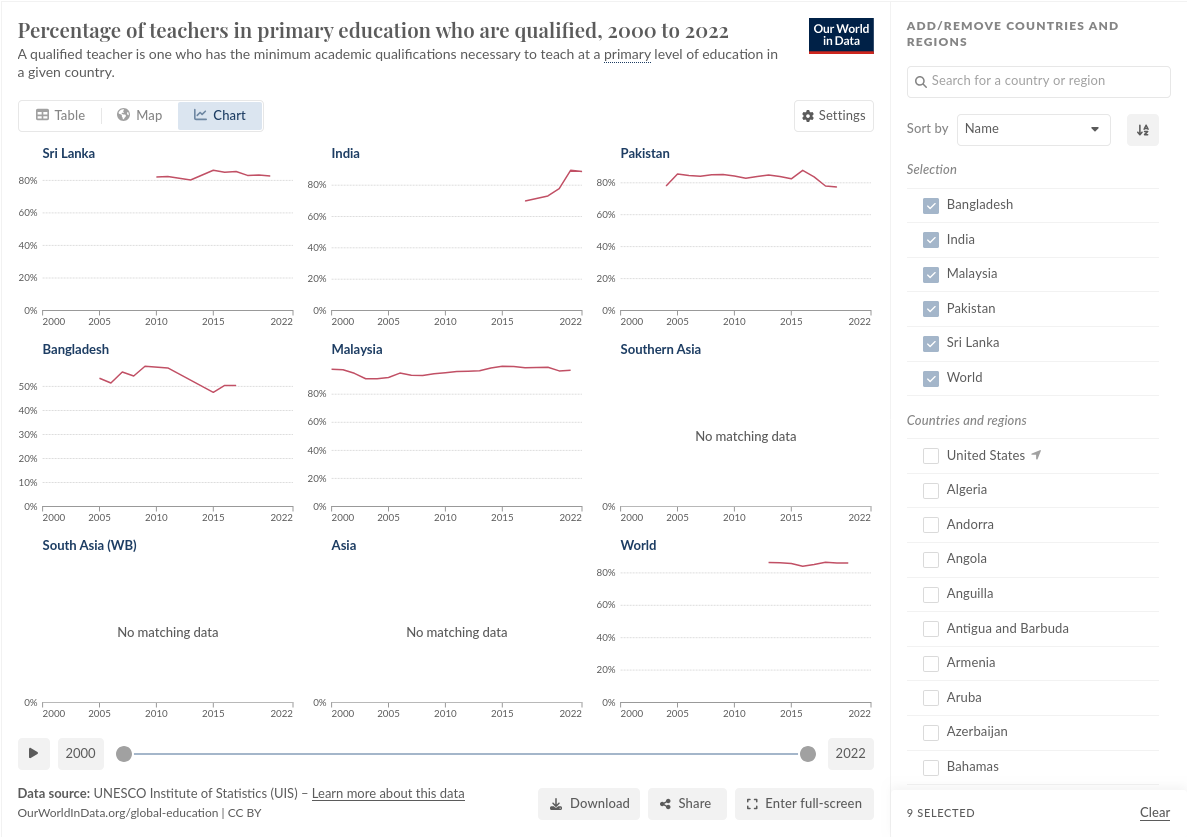 Percentage of teachers in primary education who are qualified, 2000 to 2022
A qualified teacher is one who has the minimum academic qualifications necessary to teach at a primary level of education in
a given country.
Our World
in Data
Table
Map
Chart
Settings
Sri Lanka
80%
60%
40%
20%
0%
2000 2005 2010 2015 2022
India
80%
60%
40%
20%
0%
2000 2005 2010 2015 2022
Pakistan
80%
60%
40%
20%
0%
2000 2005 2010 2015 2022
Bangladesh
50%
40%
30%
20%
10%
0%
2000 2005 2010 2015 2022
Malaysia
80%
60%
40%
20%
0%
2000 2005 2010 2015 2022
Southern Asia
No matching data
0%
2000 2005 2010 2015 2022
South Asia (WB)
No matching data
0%
2000 2005 2010 2015 2022
Asia
No matching data
0%
2000 2005 2010 2015 2022
World
80%
60%
40%
20%
0%
2000 2005 2010 2015 2022
2000
2022
Data source: UNESCO Institute of Statistics (UIS) – Learn more about this data
OurWorldInData.org/global-education | CC BY
Download
Share
Enter full-screen
ADD/REMOVE COUNTRIES AND
REGIONS
Search for a country or region
Sort by
Name
Selection
Bangladesh
India
Malaysia
Pakistan
Sri Lanka
World
Countries and regions
United States
Algeria
Andorra
Angola
Anguilla
Antigua and Barbuda
Armenia
Aruba
Azerbaijan
Bahamas
9 SELECTED
Clear